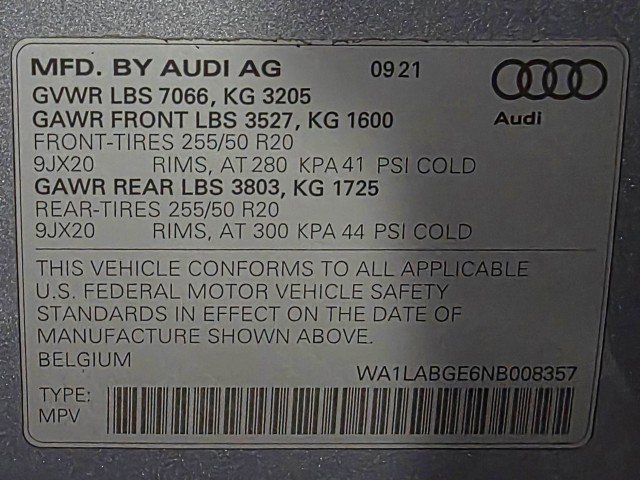 MFD. BY AUDI AG 09 21
GVWR LBS 7066, KG 3205
GAWR FRONT LBS 3527, KG 1600
FRONT-TIRES 255/50 R20
9JX20 RIMS, AT 280 KPA 41 PSI COLD
GAWR REAR LBS 3803, KG 1725
REAR-TIRES 255/50 R20
9JX20 RIMS, AT 300 KPA 44 PSI COLD
Audi
THIS VEHICLE CONFORMS TO ALL APPLICABLE
U.S. FEDERAL MOTOR VEHICLE SAFETY
STANDARDS IN EFFECT ON THE DATE OF
MANUFACTURE SHOWN ABOVE.
BELGIUM
WA1LABGE6NB008357
TYPE:
MPV